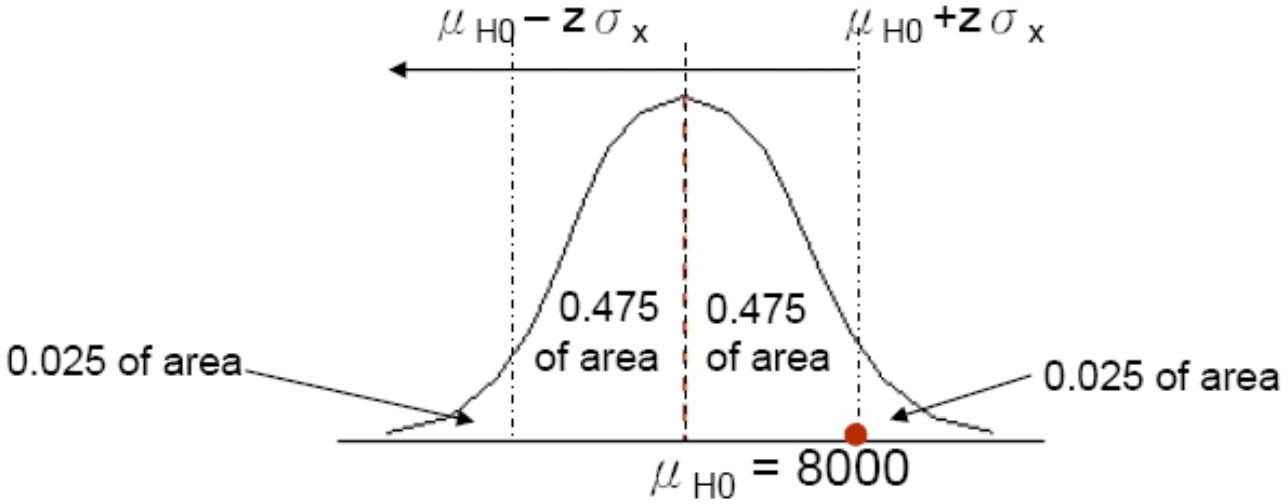 μ H0 – z σ x
μ H0 +z σ x
0.475
of area
0.475
of area
0.025 of area
0.025 of area
μ H0 = 8000